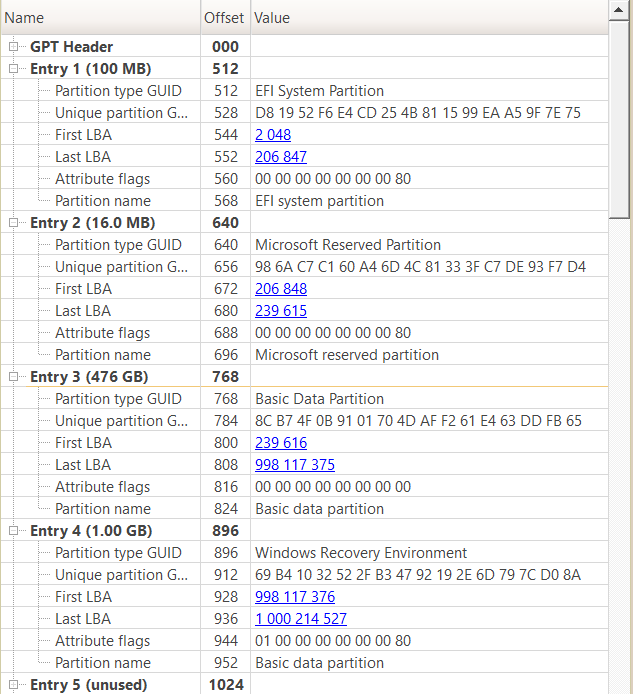 Name Offset Value
GPT Header 000
Entry 1 (100 MB) 512
Partition type GUID 512 EFI System Partition
Unique partition G... 528 D8 19 52 F6 E4 CD 25 4B 81 15 99 EA A5 9F 7E 75
First LBA 544 2 048
Last LBA 552 206 847
Attribute flags 560 00 00 00 00 00 00 00 80
Partition name 568 EFI system partition
Entry 2 (16.0 MB) 640
Partition type GUID 640 Microsoft Reserved Partition
Unique partition G... 656 98 6A C7 C1 60 A4 6D 4C 81 33 3F C7 DE 93 F7 D4
First LBA 672 206 848
Last LBA 680 239 615
Attribute flags 688 00 00 00 00 00 00 00 80
Partition name 696 Microsoft reserved partition
Entry 3 (476 GB) 768
Partition type GUID 768 Basic Data Partition
Unique partition G... 784 8C B7 4F 0B 91 01 70 4D AF F2 61 E4 63 DD FB 65
First LBA 800 239 616
Last LBA 808 998 117 375
Attribute flags 816 00 00 00 00 00 00 00 00
Partition name 824 Basic data partition
Entry 4 (1.00 GB) 896
Partition type GUID 896 Windows Recovery Environment
Unique partition G... 912 69 B4 10 32 52 2F B3 47 92 19 2E 6D 79 7C D0 8A
First LBA 928 998 117 376
Last LBA 936 1 000 214 527
Attribute flags 944 01 00 00 00 00 00 00 80
Partition name 952 Basic data partition
Entry 5 (unused) 1024